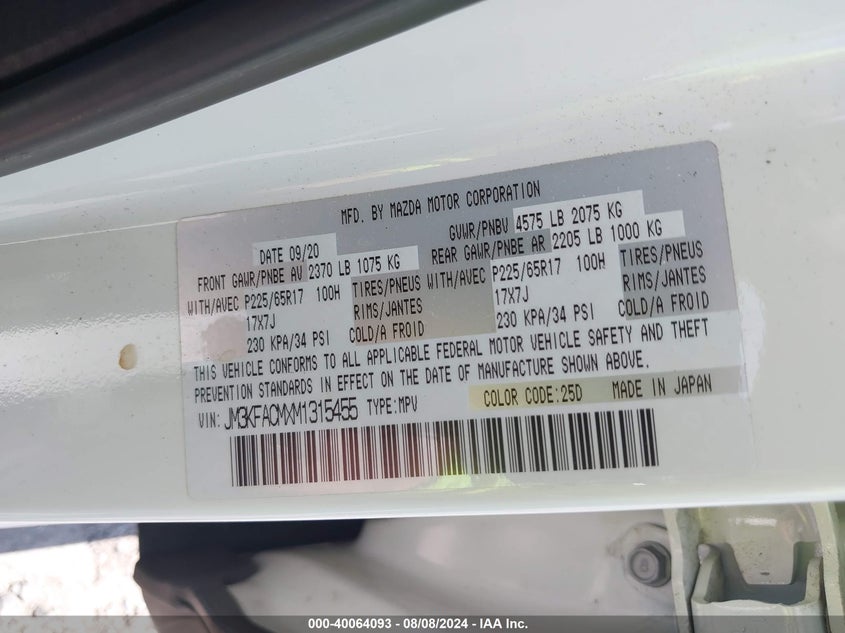 MFD. BY MAZDA MOTOR CORPORATION
DATE 09/20 GVWR/PNBV 4575 LB 2075 KG
FRONT GAWR/PNBE AV 2370 LB 1075 KG REAR GAWR/PNBE AR 2205 LB 1000 KG
WITH/AVEC P225/65R17 100H TIRES/PNEUS WITH/AVEC P225/65R17 100H TIRES/PNEUS
17X7J RIMS/JANTES 17X7J RIMS/JANTES
230 KPA/34 PSI COLD/A FROID 230 KPA/34 PSI COLD/A FROID
THIS VEHICLE CONFORMS TO ALL APPLICABLE FEDERAL MOTOR VEHICLE SAFETY AND THEFT
PREVENTION STANDARDS IN EFFECT ON THE DATE OF MANUFACTURE SHOWN ABOVE.
VIN: JM3KFACMXM1315455 TYPE:MPV COLOR CODE:25D MADE IN JAPAN
000-40064093 - 08/08/2024 - IAA Inc.